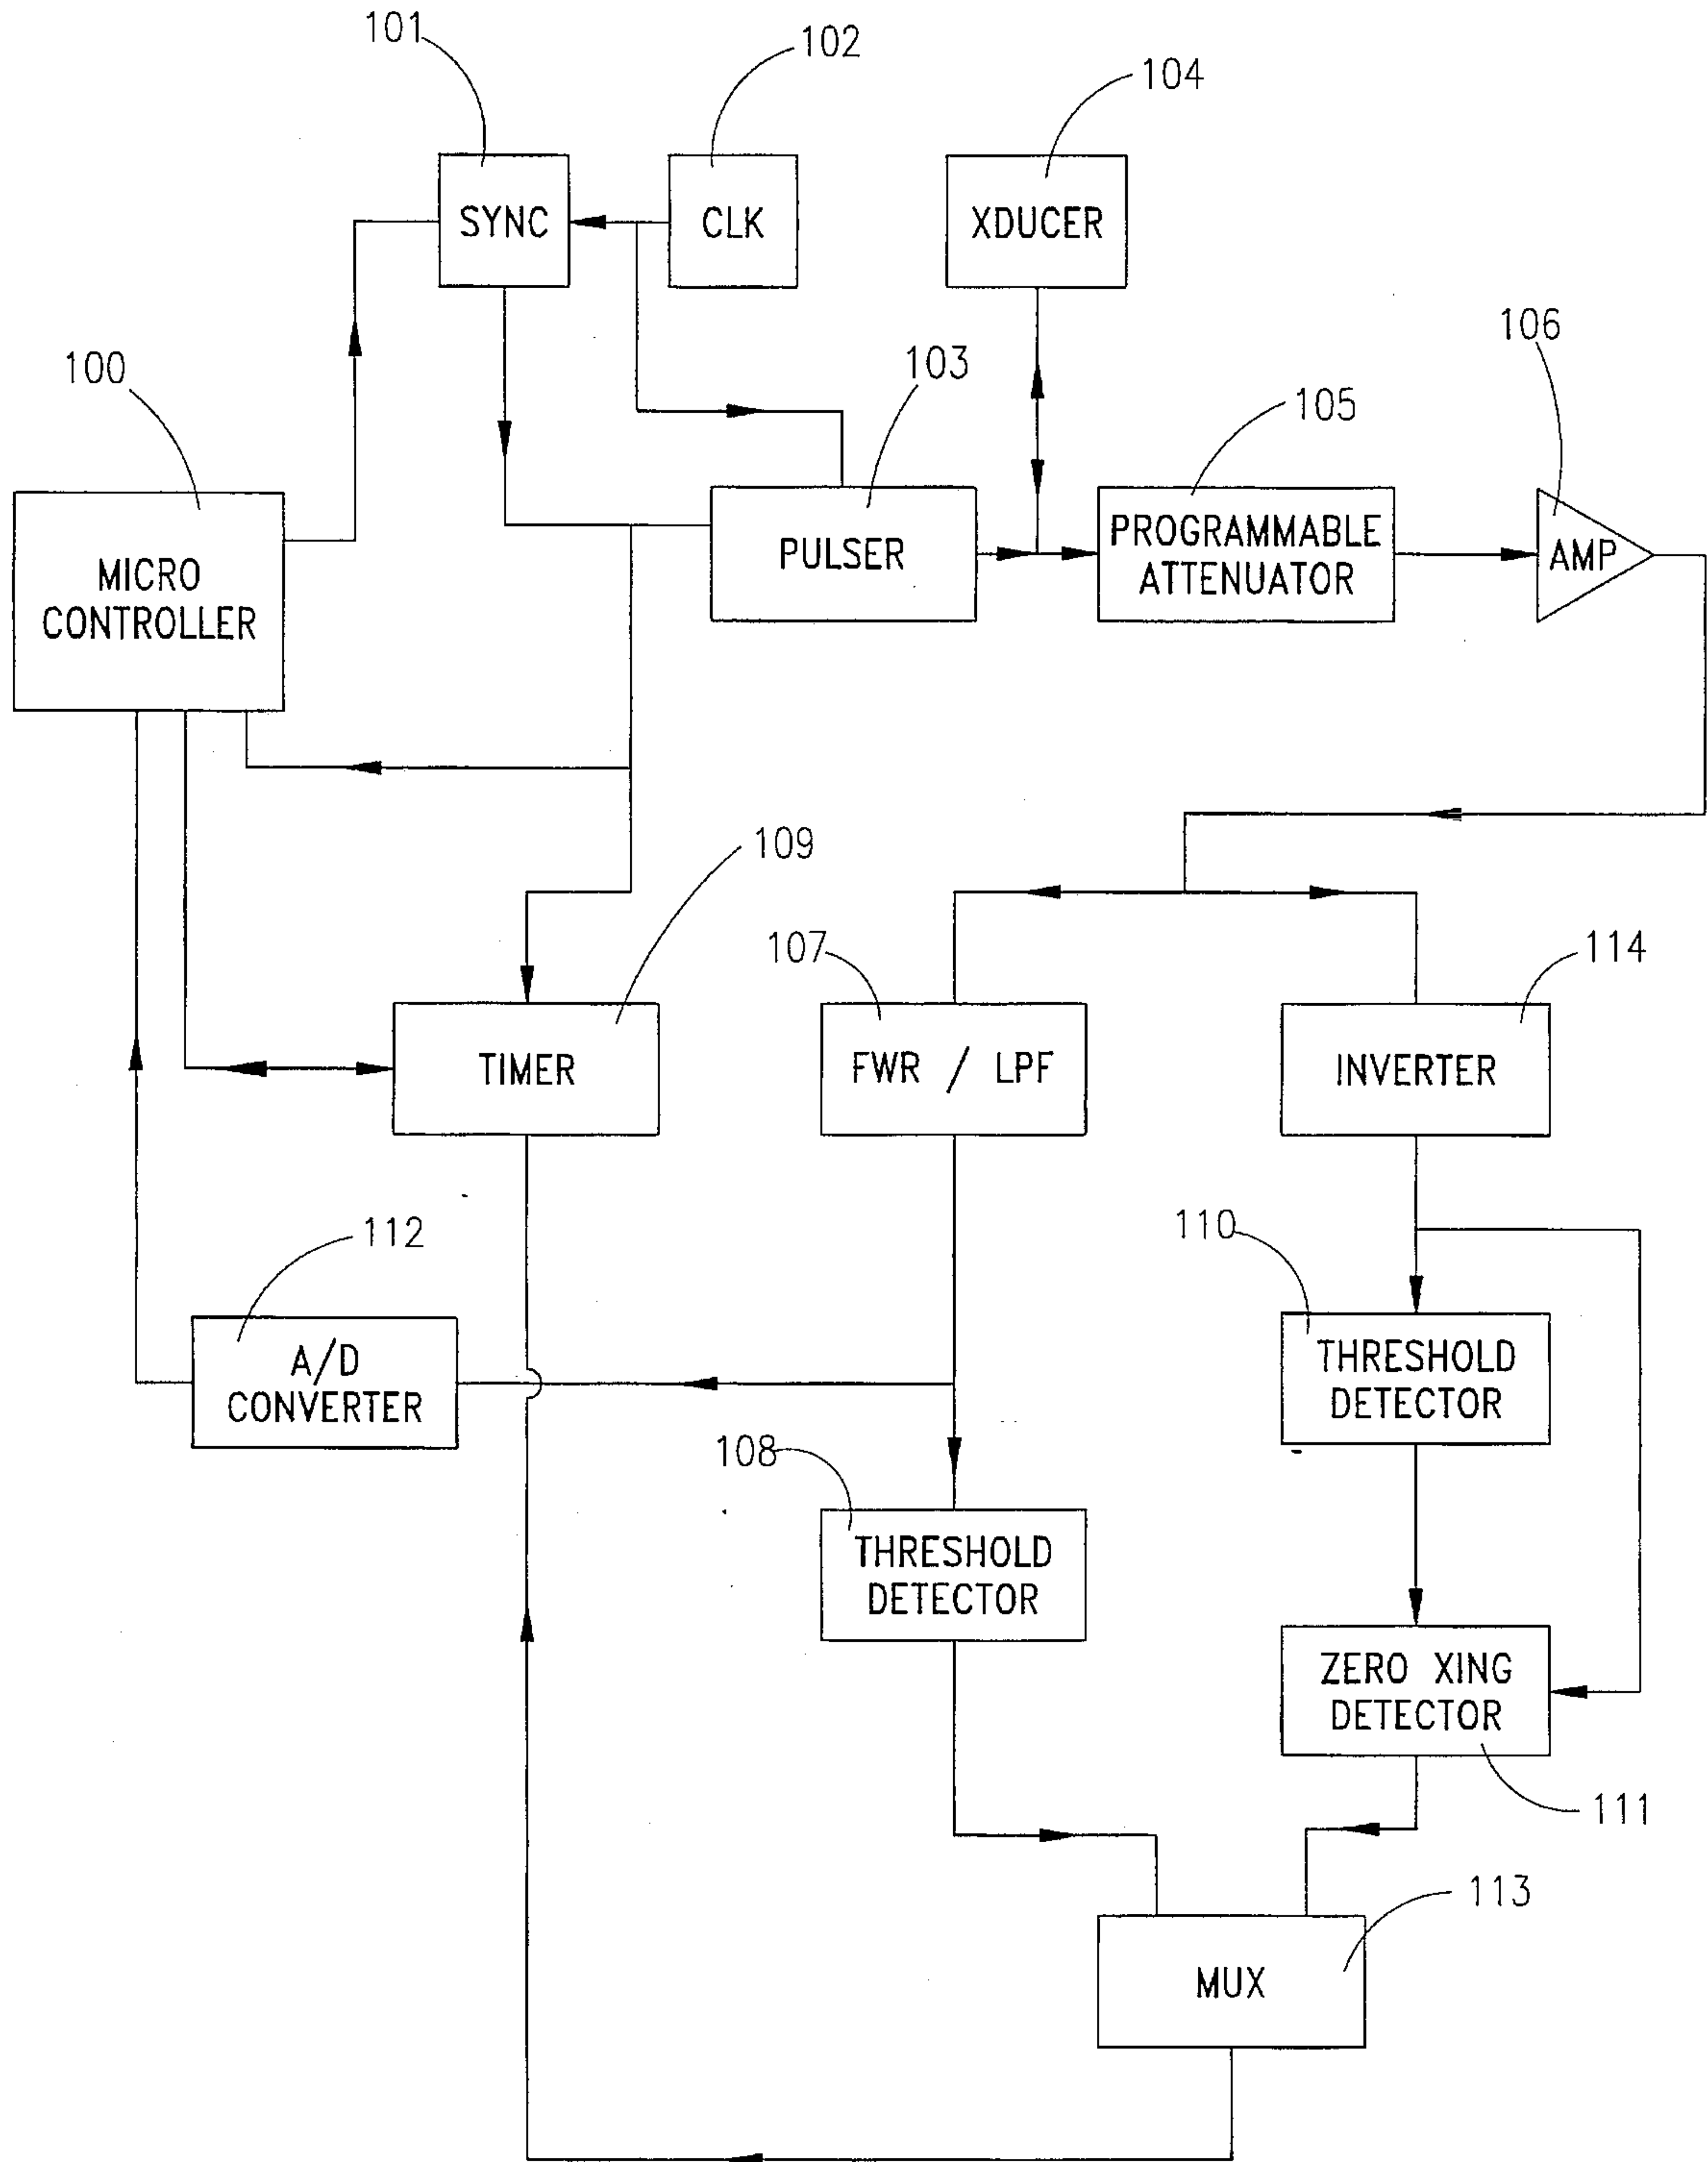 101
102
104
SYNC
CLK
XDUCER
106
100
103
105
MICRO
CONTROLLER
PULSER
PROGRAMMABLE
ATTENUATOR
AMP
109
107
114
TIMER
FWR / LPF
INVERTER
112
110
A/D
CONVERTER
THRESHOLD
DETECTOR
108
THRESHOLD
DETECTOR
ZERO XING
DETECTOR
111
113
MUX